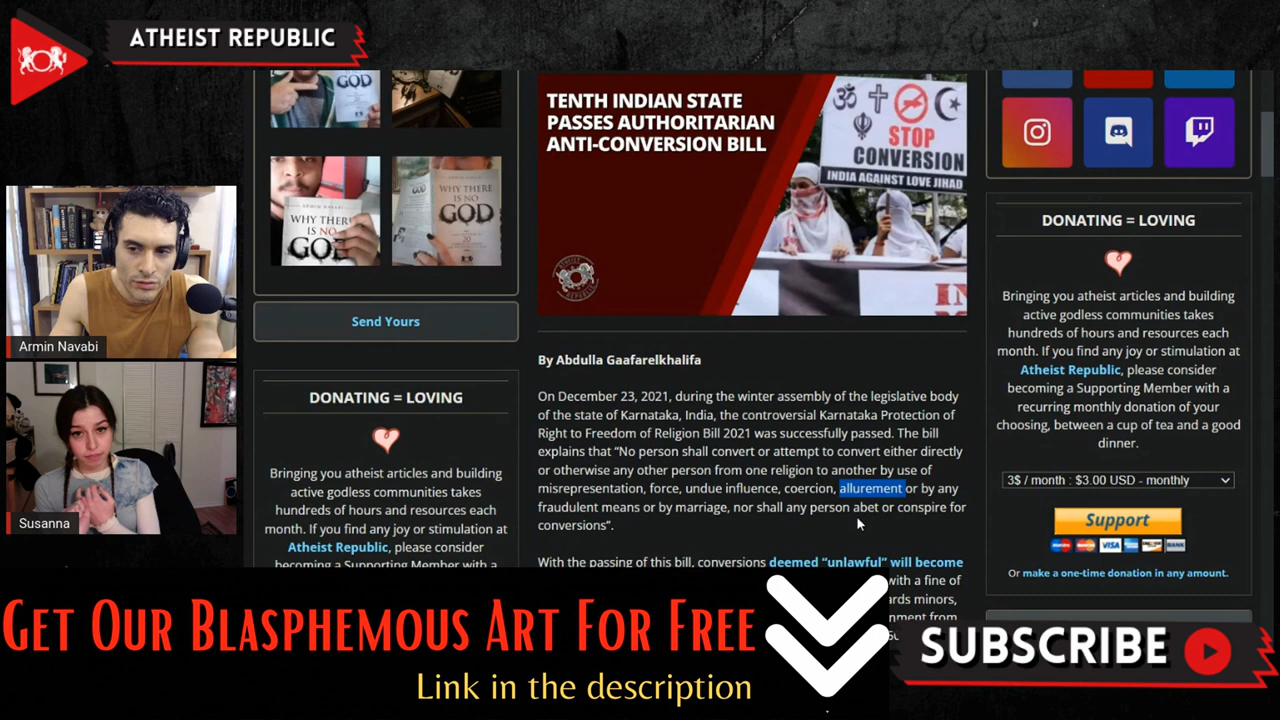 ATHEIST REPUBLIC
GOD
WHY THERE
IS NO
GOD
WHY THERE
IS NO
GOD
20
Send Yours
DONATING = LOVING
Bringing you atheist articles and building
active godless communities takes
hundreds of hours and resources each
month. If you find any joy or stimulation at
Atheist Republic, please consider
becoming a Supporting Member with a
TENTH INDIAN STATE
PASSES AUTHORITARIAN
ANTI-CONVERSION BILL
STOP
CONVERSION
INDIA AGAINST LOVE JIHAD
IN
By Abdulla Gaafarelkhalifa
On December 23, 2021, during the winter assembly of the legislative body
of the state of Karnataka, India, the controversial Karnataka Protection of
Right to Freedom of Religion Bill 2021 was successfully passed. The bill
explains that “No person shall convert or attempt to convert either directly
or otherwise any other person from one religion to another by use of
misrepresentation, force, undue influence, coercion, allurement or by any
fraudulent means or by marriage, nor shall any person abet or conspire for
conversions”.
With the passing of this bill, conversions deemed “unlawful” will become
with a fine of
ards minors,
nment from
DONATING = LOVING
Bringing you atheist articles and building
active godless communities takes
hundreds of hours and resources each
month. If you find any joy or stimulation at
Atheist Republic, please consider
becoming a Supporting Member with a
recurring monthly donation of your
choosing, between a cup of tea and a good
dinner.
3$ / month : $3.00 USD - monthly
Support
VISA
BANK
Or make a one-time donation in any amount.
Armin Navabi
Susanna
GET OUR BLASPHEMOUS ART FOR FREE
Link in the description
SUBSCRIBE